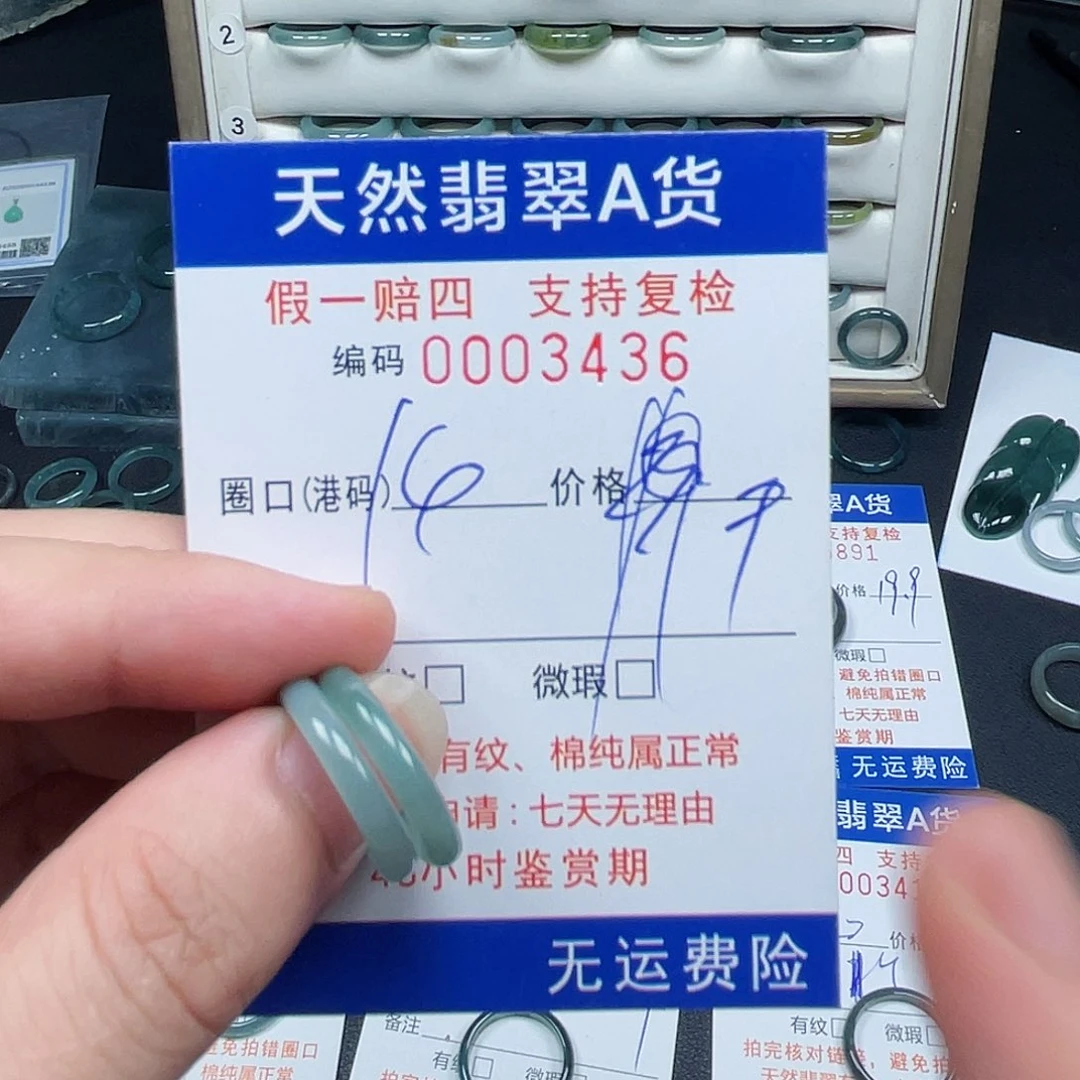 2
3
天然翡翠A货
假一赔四 支持复检
编码 0003436
圈口(港码) 16 价格
微瑕
有纹、棉纯属正常
申请:七天无理由
小时鉴赏期
无运费险
翠A货
支持复检
891
价格 19.9
微瑕
避免拍错圈口
棉纯属正常
七天无理由
鉴赏期
无运费险
翡翠A货
四 支持
0034
价
有纹 微瑕
拍完核对链 避免拍
天然翡翠
备注
有纹 微瑕
避免拍错圈口
棉纯属正常